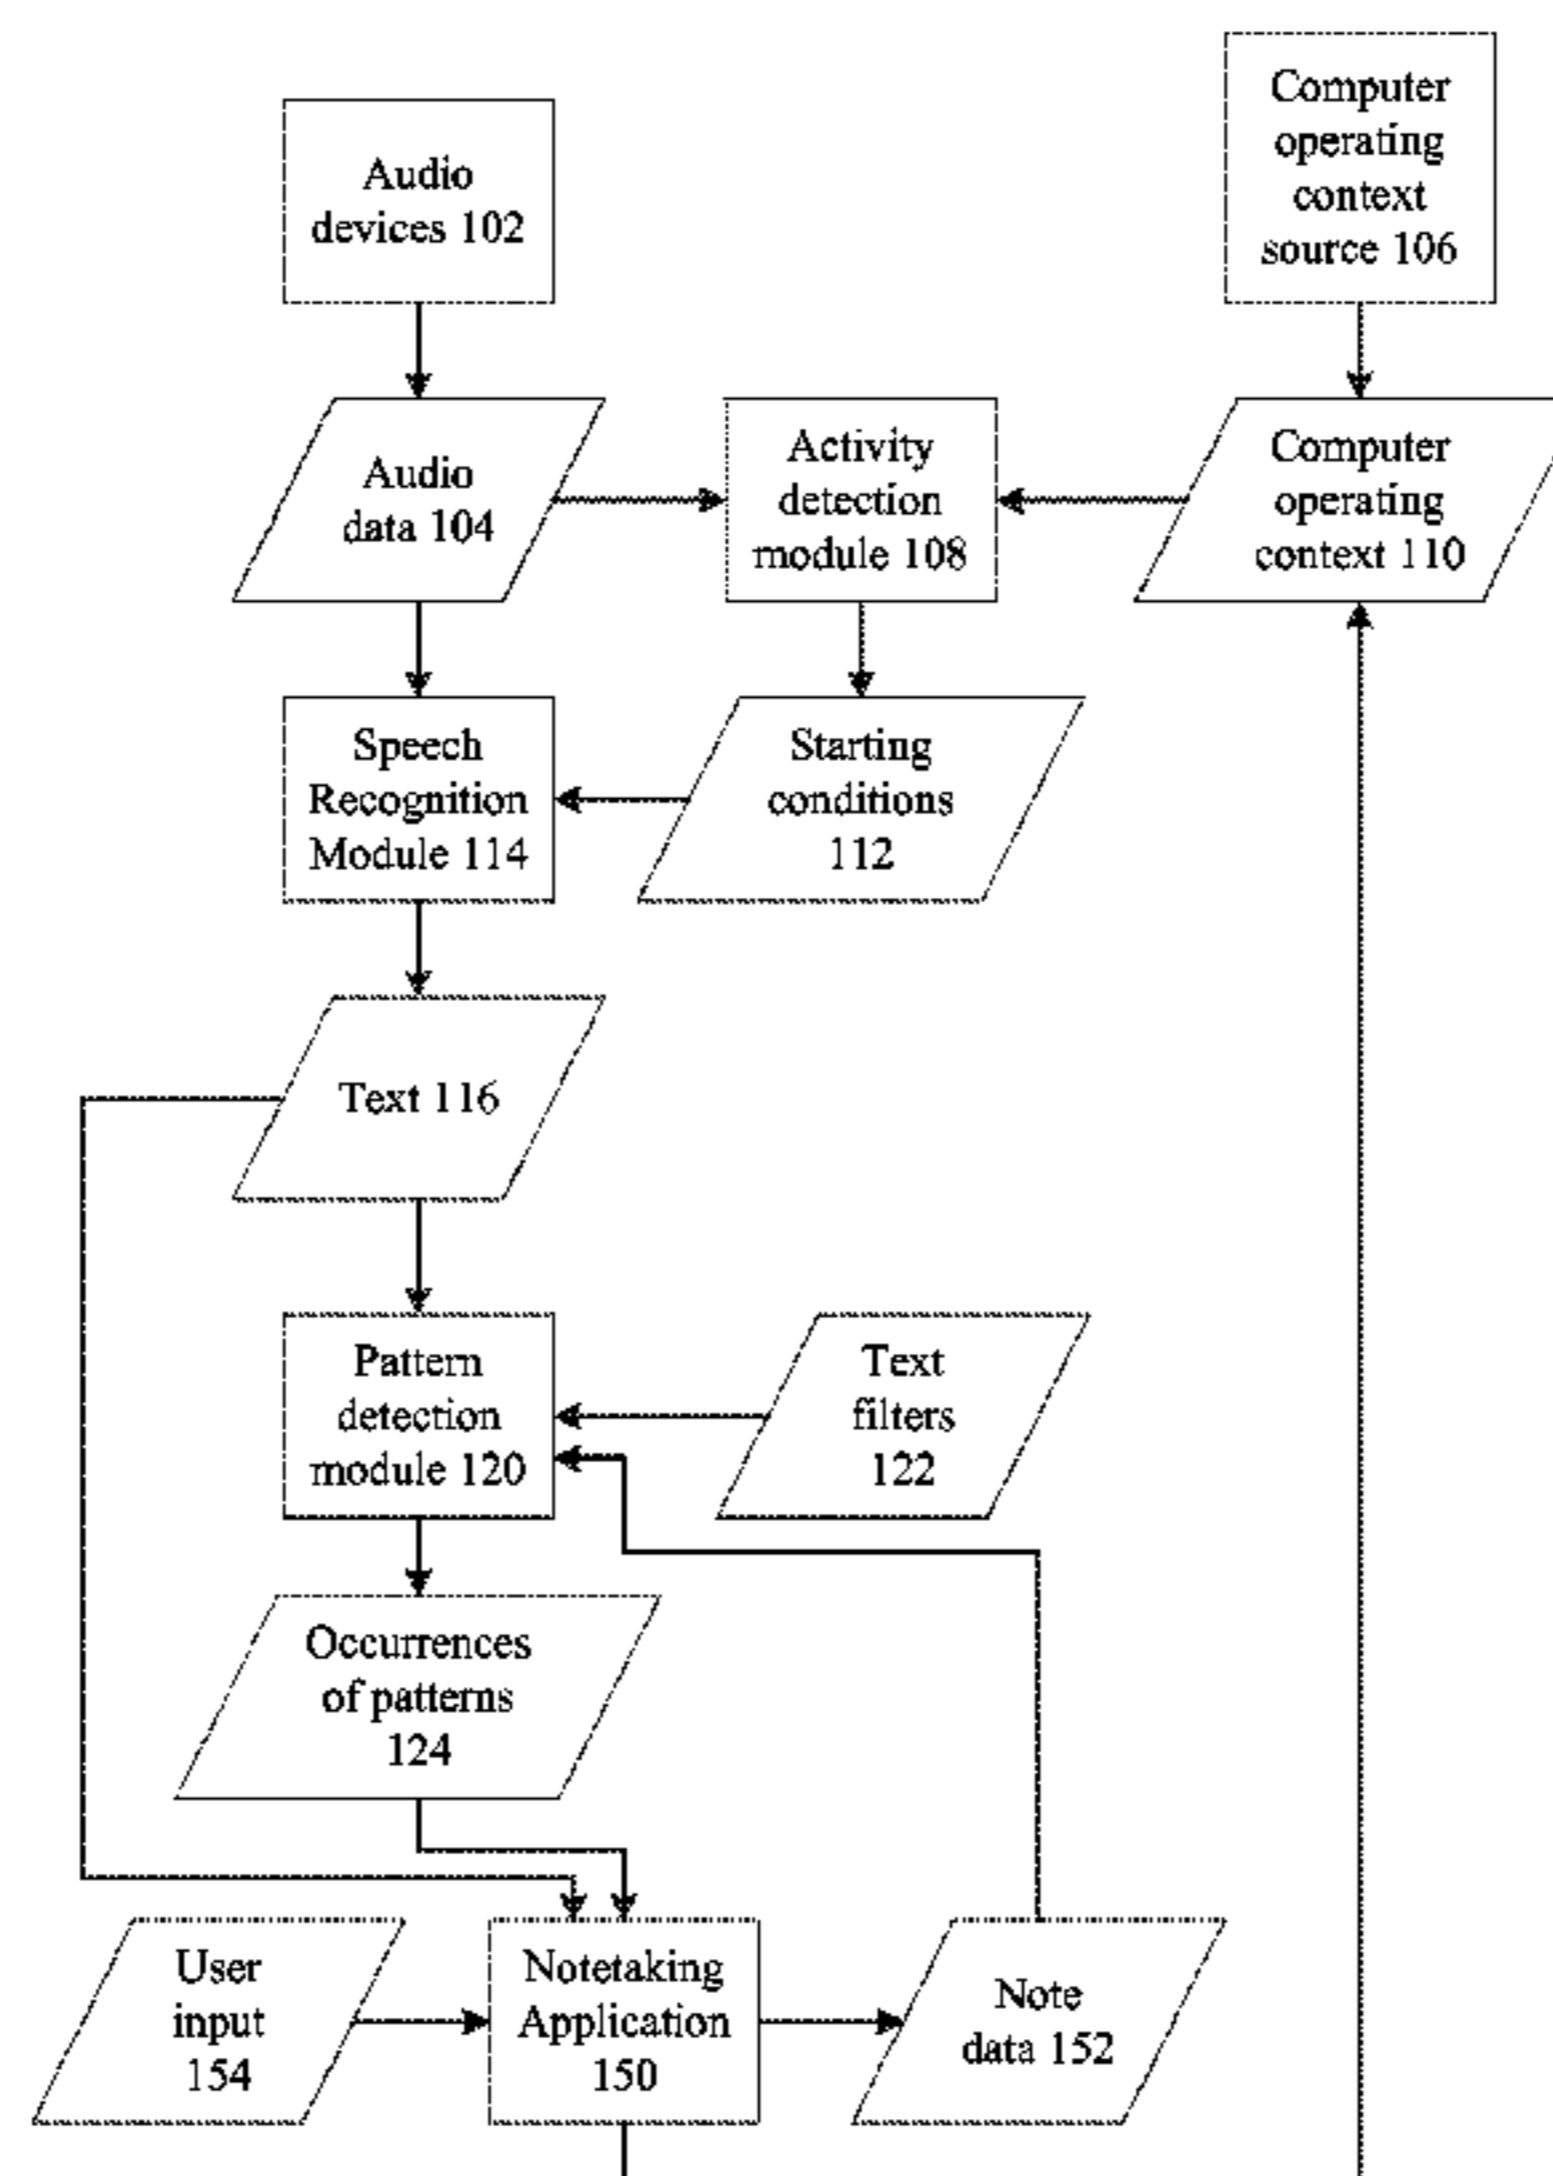 Computer
operating
context
source 106
Audio
devices 102
Audio
data 104
Activity
detection
module 108
Computer
operating
context 110
Speech
Recognition
Module 114
Starting
conditions
112
Text 116
Pattern
detection
module 120
Text
filters
122
Occurrences
of patterns
124
User
input
154
Notetaking
Application
150
Note
data 152